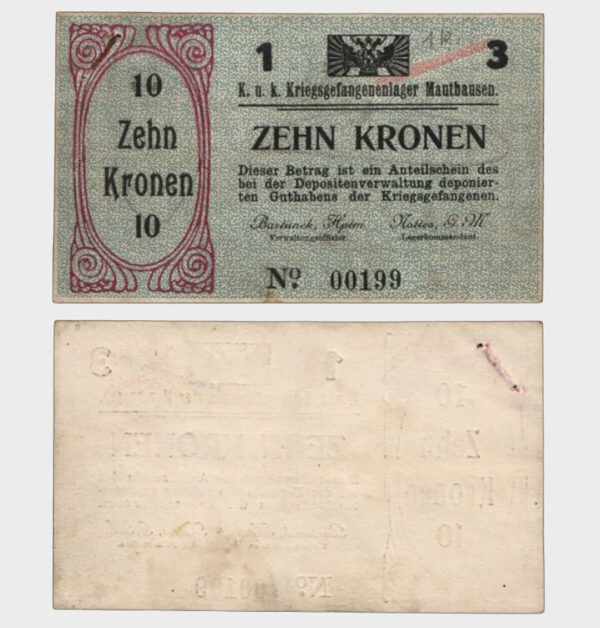 10
Zehn
Kronen
10
1 3
K. u. k. Kriegsgefangenenlager Mauthausen.
ZEHN KRONEN
Dieser Betrag ist ein Anteilschein des
bei der Depositenverwaltung deponier-
ten Guthabens der Kriegsgefangenen.
Verwaltungsoffizier. Lagerkommandant.
No 00199